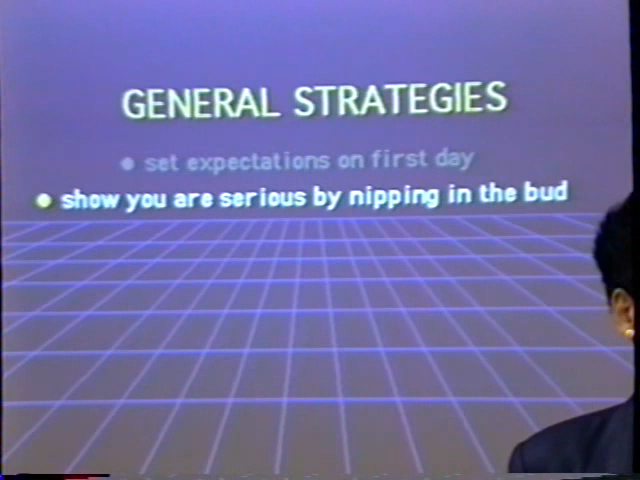 GENERAL STRATEGIES
• set expectations on first day
• show you are serious by nipping in the bud